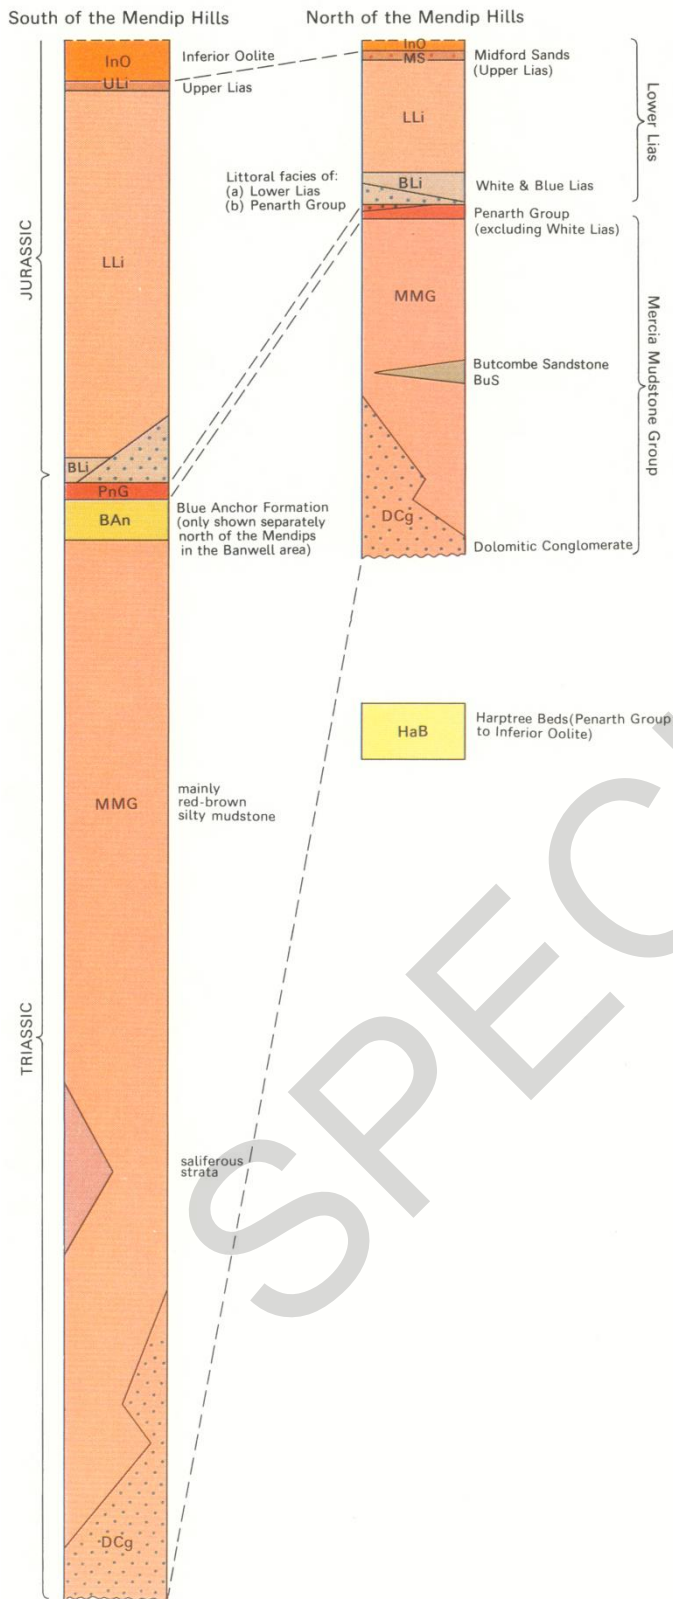 South of the Mendip Hills
InO
Inferior Oolite
ULi
Upper Lias
LLi
BLi
PnG
BAn
Blue Anchor Formation
(only shown separately
north of the Mendips
in the Banwell area)
MMG
mainly
red-brown
silty mudstone
saliferous
strata
DCg
JURASSIC
TRIASSIC
North of the Mendip Hills
InO
MS
Midford Sands
(Upper Lias)
LLi
Lower Lias
BLi
White & Blue Lias
Littoral facies of:
(a) Lower Lias
(b) Penarth Group
Penarth Group
(excluding White Lias)
MMG
Mercia Mudstone Group
Butcombe Sandstone
BuS
DCg
Dolomitic Conglomerate
HaB
Harptree Beds(Penarth Group
to Inferior Oolite)